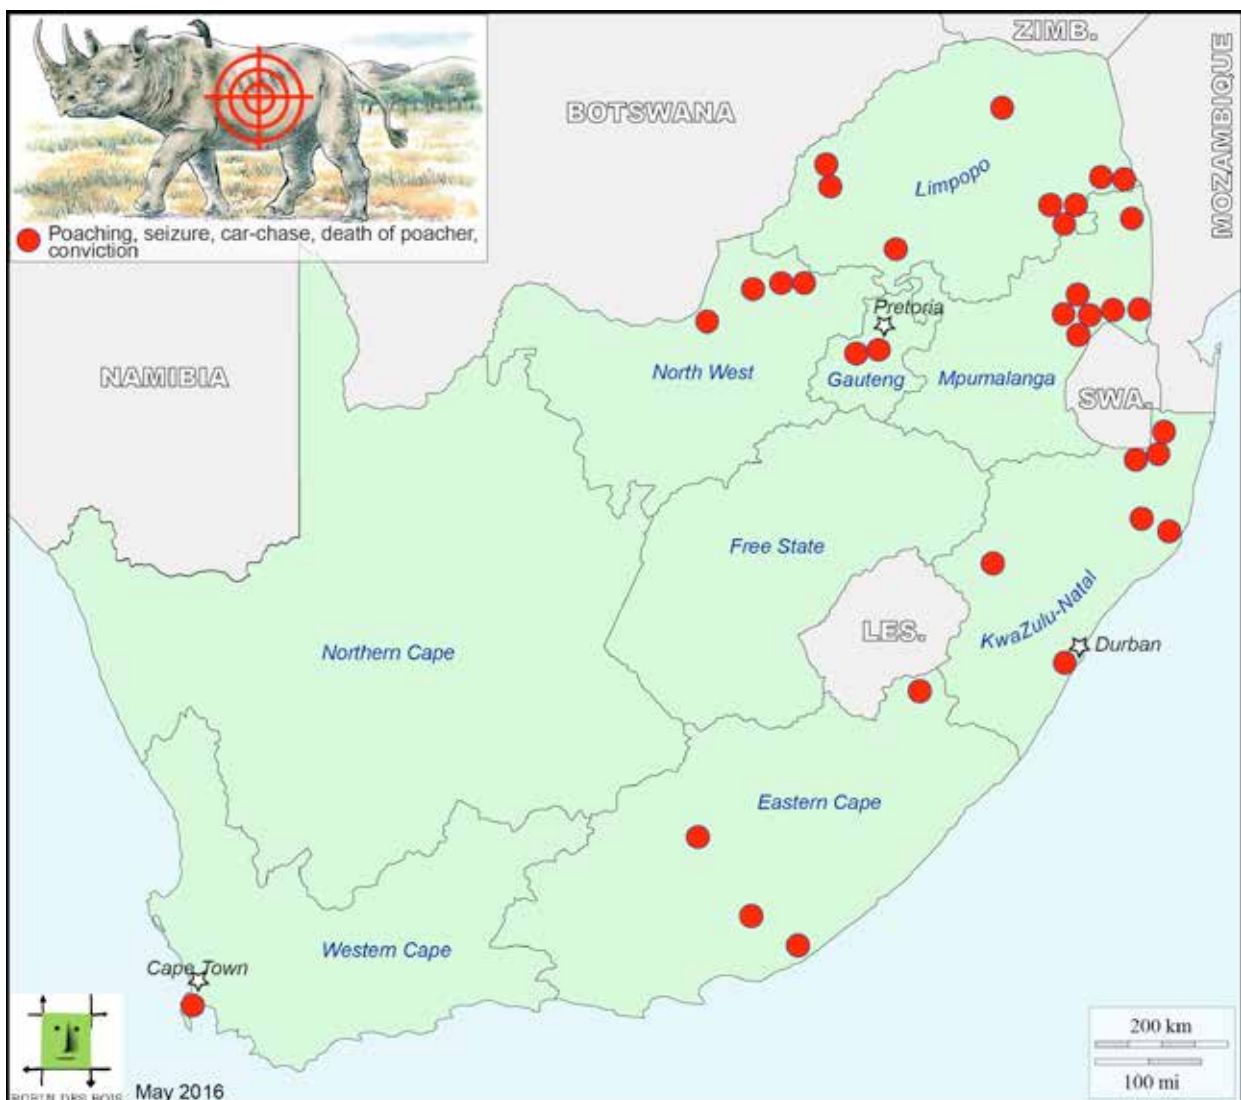 ZIMB.
MOZAMBIQUE
BOTSWANA
Limpopo
Poaching, seizure, car-chase, death of poacher,
conviction
Pretoria
NAMIBIA
North West
Gauteng
Mpumalanga
SWA.
Free State
KwaZulu-Natal
LES.
Durban
Northern Cape
Eastern Cape
Western Cape
Cape Town
200 km
100 mi
ROBIN DES BOIS
May 2016